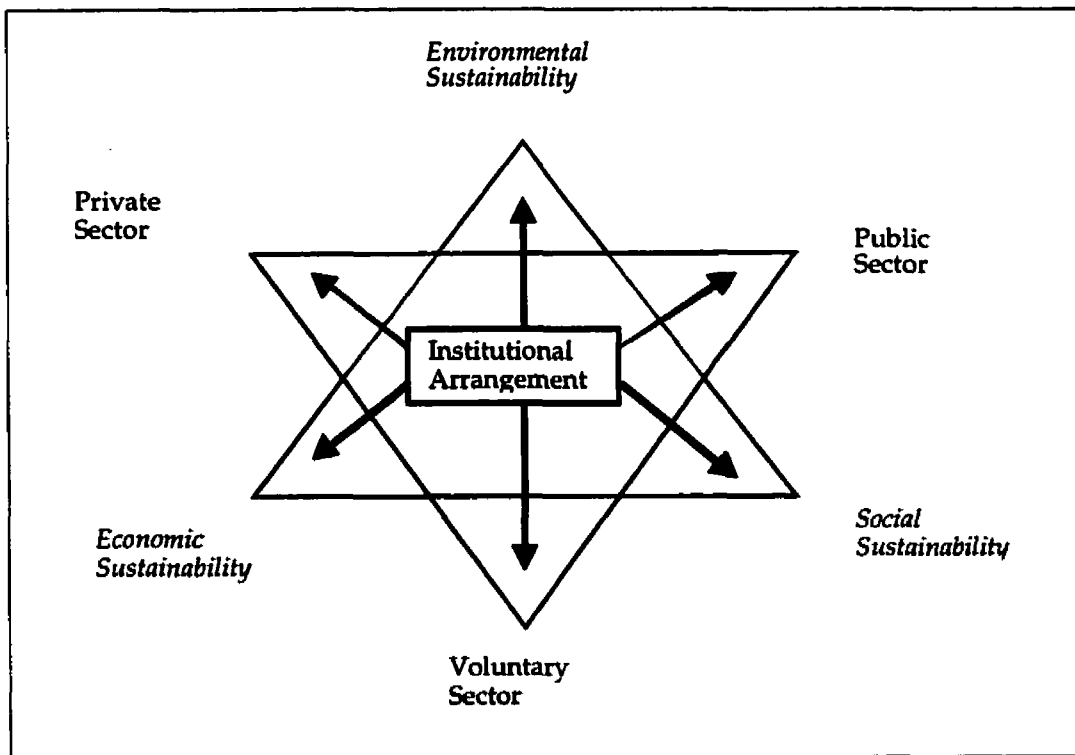 Environmental
Sustainability
Private
Sector
Public
Sector
Institutional
Arrangement
Economic
Sustainability
Social
Sustainability
Voluntary
Sector